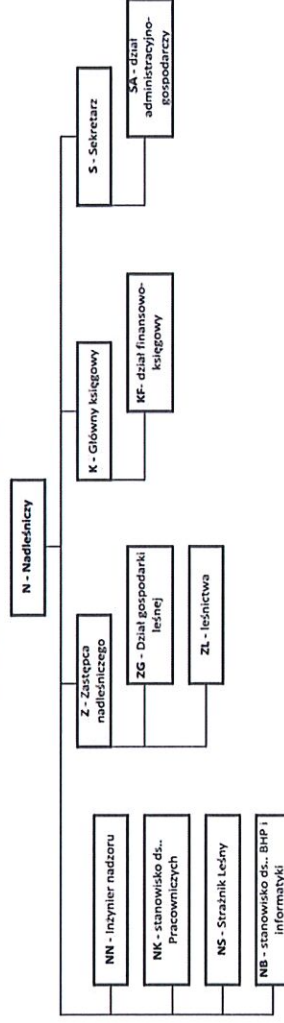 N - Nadleśniczy
Z - Zastępca
nadleśniczego
K - Główny księgowy
S - Sekretarz
NN - Inżynier nadzoru
ZG - Dział gospodarki
leśnej
KF- dział finansowo-
księgowy
SA - dział
administracyjno-
gospodarczy
NK - stanowisko ds..
Pracowniczych
ZL - leśnictwa
NS - Strażnik Leśny
NB - stanowisko ds.. BHP i
informatyki